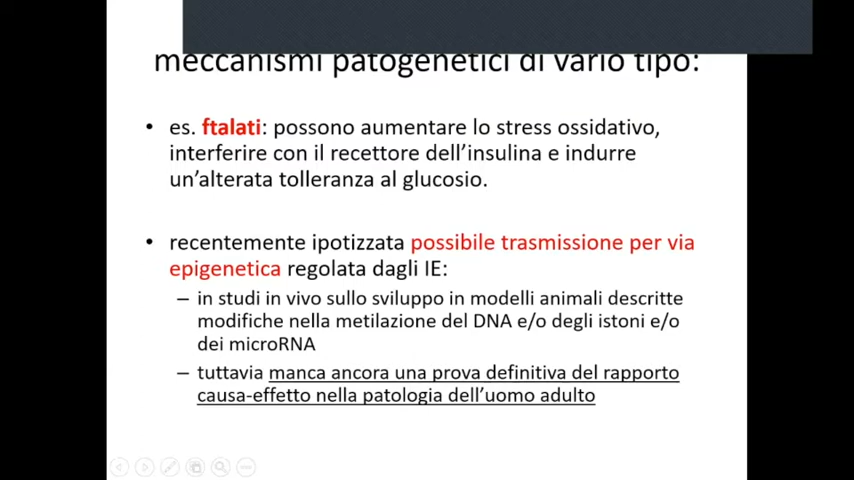 meccanismi patogenetici di vario tipo:
• es. ftalati: possono aumentare lo stress ossidativo,
interferire con il recettore dell'insulina e indurre
un'alterata tolleranza al glucosio.
• recentemente ipotizzata possibile trasmissione per via
epigenetica regolata dagli IE:
– in studi in vivo sullo sviluppo in modelli animali descritte
modifiche nella metilazione del DNA e/o degli istoni e/o
dei microRNA
– tuttavia manca ancora una prova definitiva del rapporto
causa-effetto nella patologia dell'uomo adulto